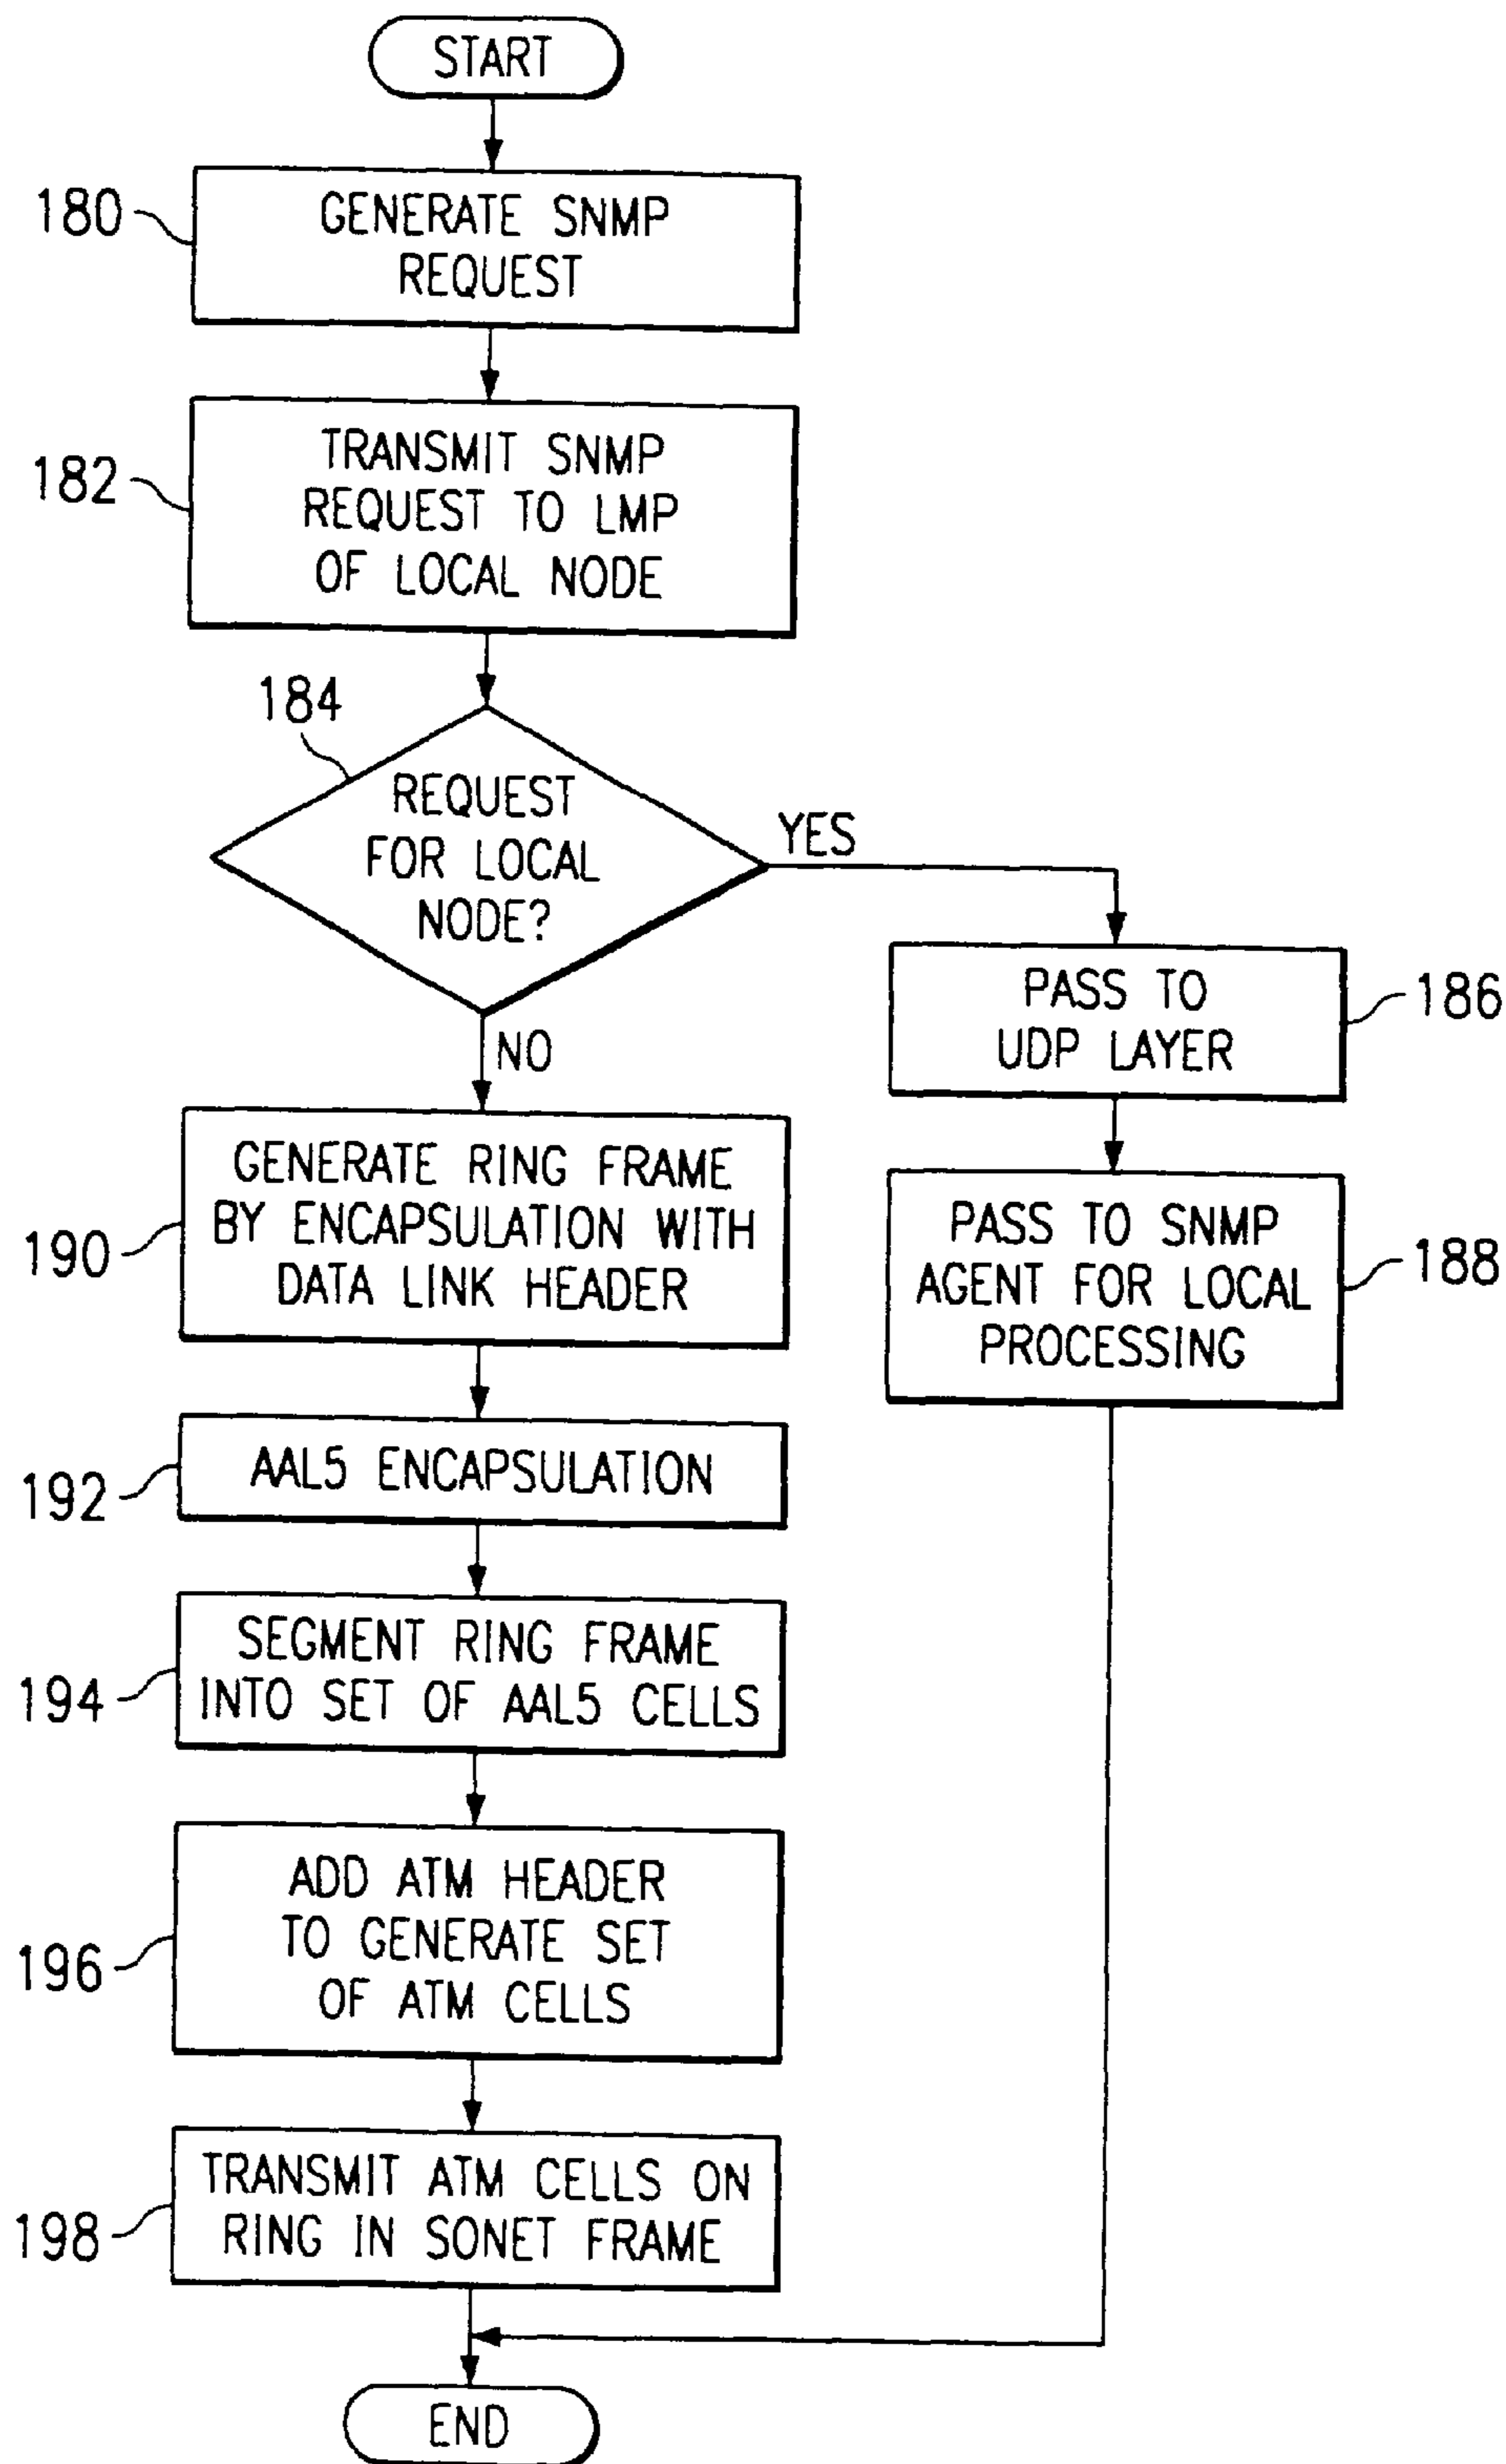 START
180
GENERATE SNMP
REQUEST
182
TRANSMIT SNMP
REQUEST TO LMP
OF LOCAL NODE
184
REQUEST
FOR LOCAL
NODE?
YES
NO
PASS TO
UDP LAYER
186
PASS TO SNMP
AGENT FOR LOCAL
PROCESSING
188
190
GENERATE RING FRAME
BY ENCAPSULATION WITH
DATA LINK HEADER
192
AAL5 ENCAPSULATION
194
SEGMENT RING FRAME
INTO SET OF AAL5 CELLS
196
ADD ATM HEADER
TO GENERATE SET
OF ATM CELLS
198
TRANSMIT ATM CELLS ON
RING IN SONET FRAME
END